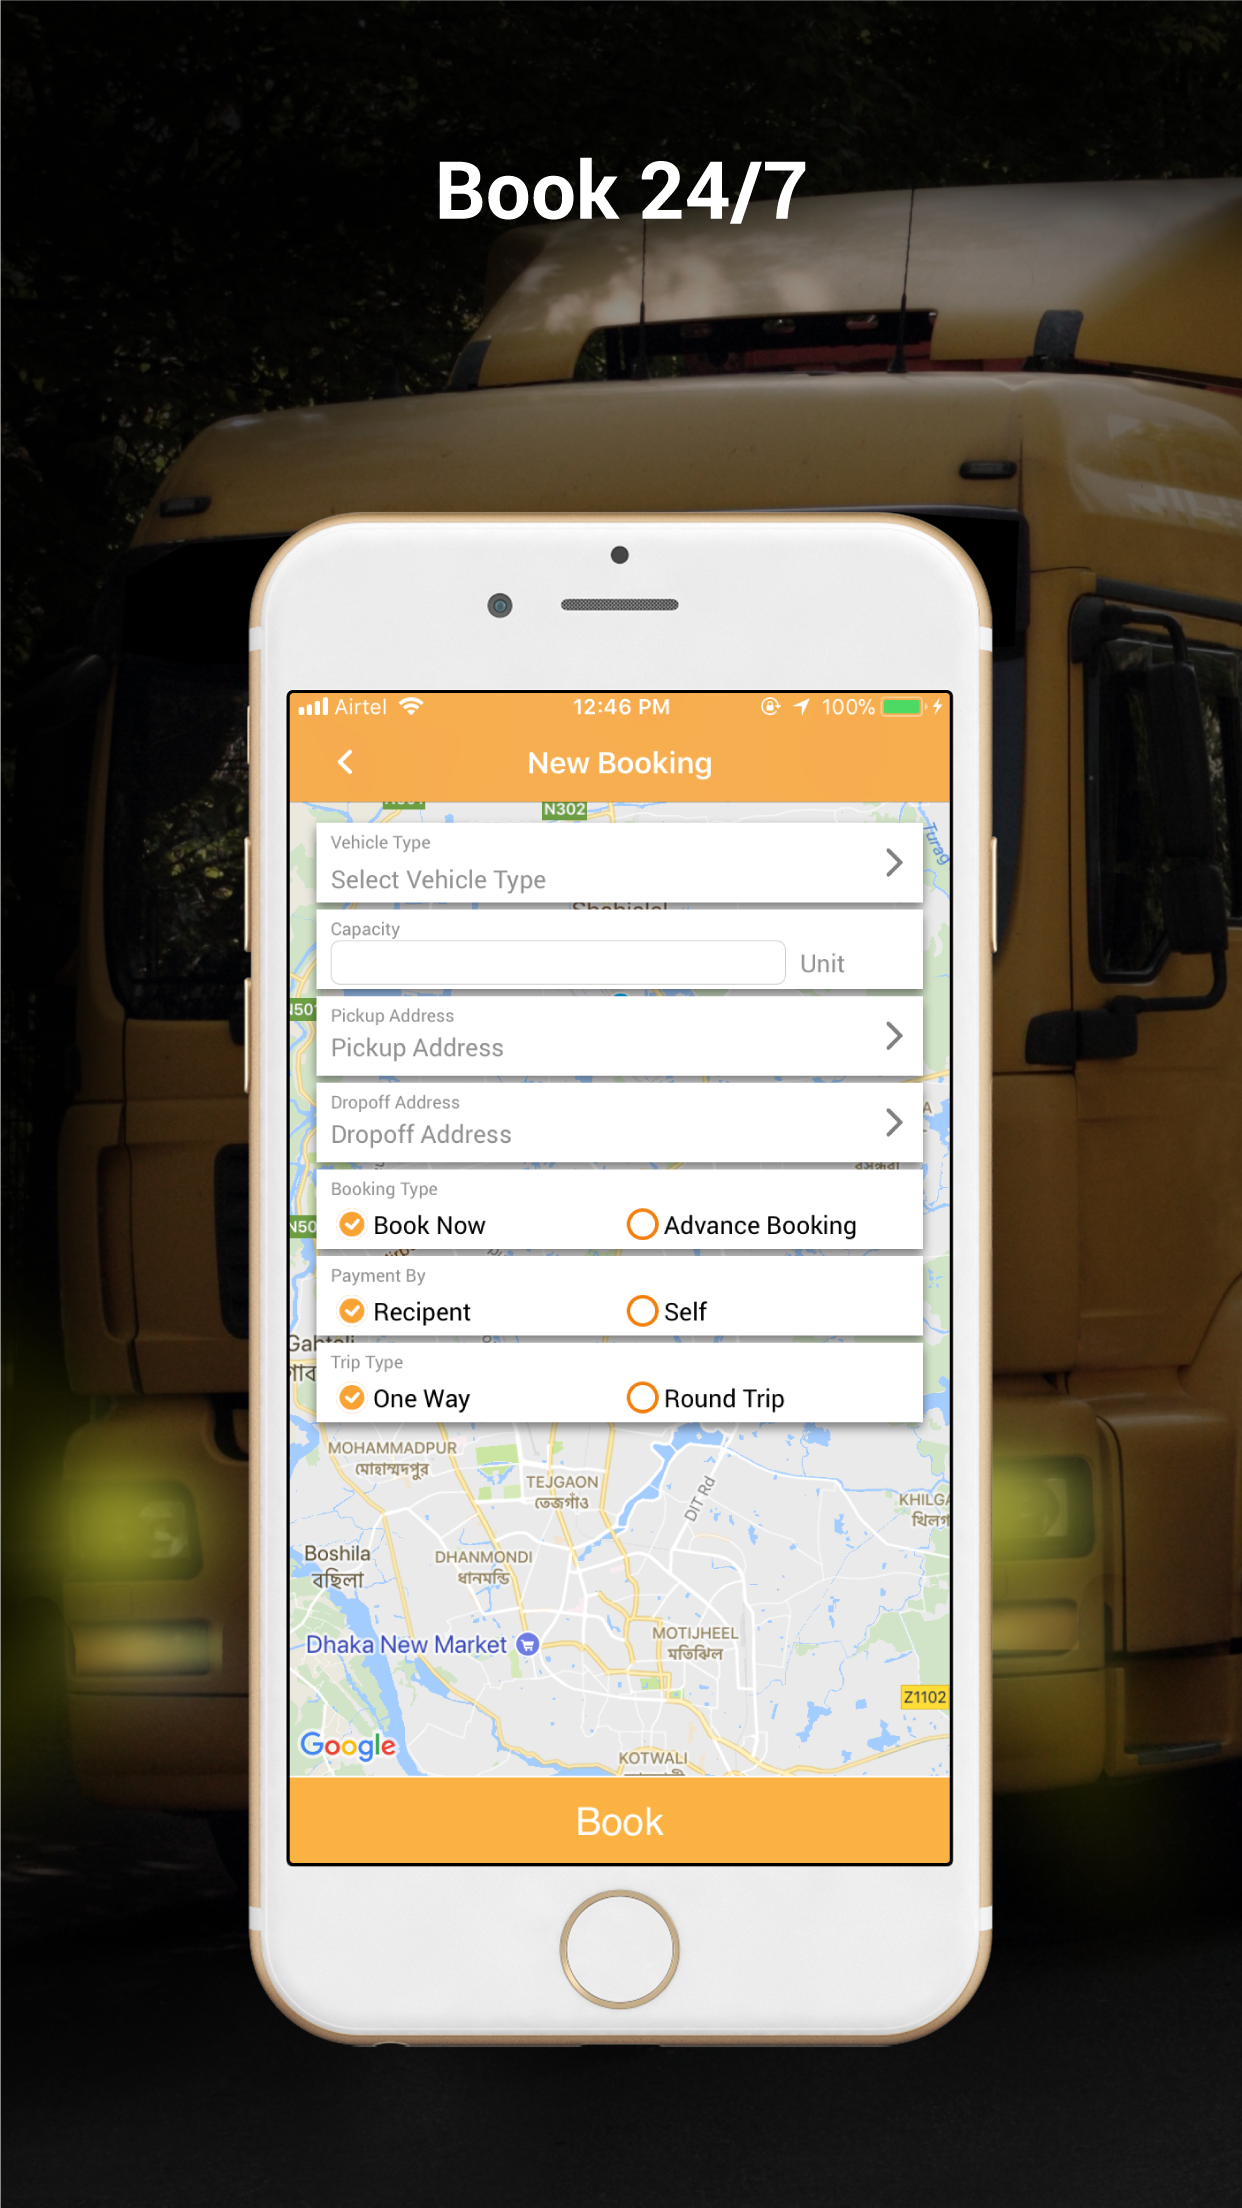 Book 24/7
Airtel
12:46 PM
100%
New Booking
N302
Turag
Vehicle Type
Select Vehicle Type
Capacity
Unit
Pickup Address
Pickup Address
Dropoff Address
Dropoff Address
Booking Type
Book Now
Advance Booking
Payment By
Recipent
Self
Trip Type
One Way
Round Trip
MOHAMMADPUR
মোহাম্মদপুর
TEJGAON
তেজগাঁও
DIT Rd
KHILGA
খিলগ
Boshila
বছিলা
DHANMONDI
ধানমন্ডি
Dhaka New Market
MOTIJHEEL
মতিঝিল
Z1102
Google
KOTWALI
Book